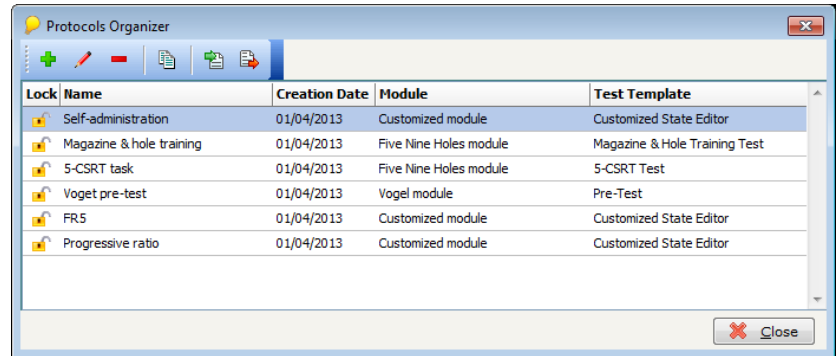 Protocols Organizer
Lock Name Creation Date Module Test Template
Self-administration 01/04/2013 Customized module Customized State Editor
Magazine & hole training 01/04/2013 Five Nine Holes module Magazine & Hole Training Test
5-CSRT task 01/04/2013 Five Nine Holes module 5-CSRT Test
Voget pre-test 01/04/2013 Vogel module Pre-Test
FR5 01/04/2013 Customized module Customized State Editor
Progressive ratio 01/04/2013 Customized module Customized State Editor
Close